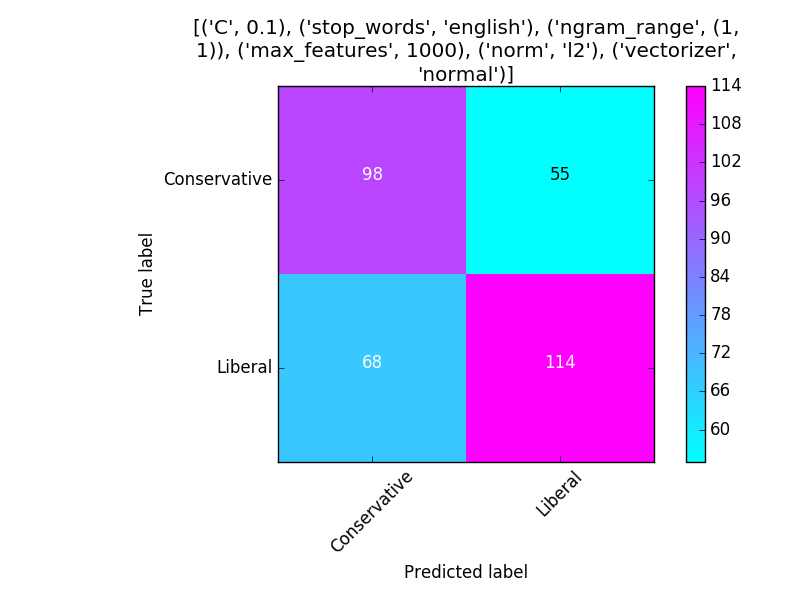 [('C', 0.1), ('stop_words', 'english'), ('ngram_range', (1,
1)), ('max_features', 1000), ('norm', 'l2'), ('vectorizer',
'normal')]
114
108
102
96
90
84
78
72
66
60
True label
Conservative
98
55
Liberal
68
114
Conservative
Liberal
Predicted label